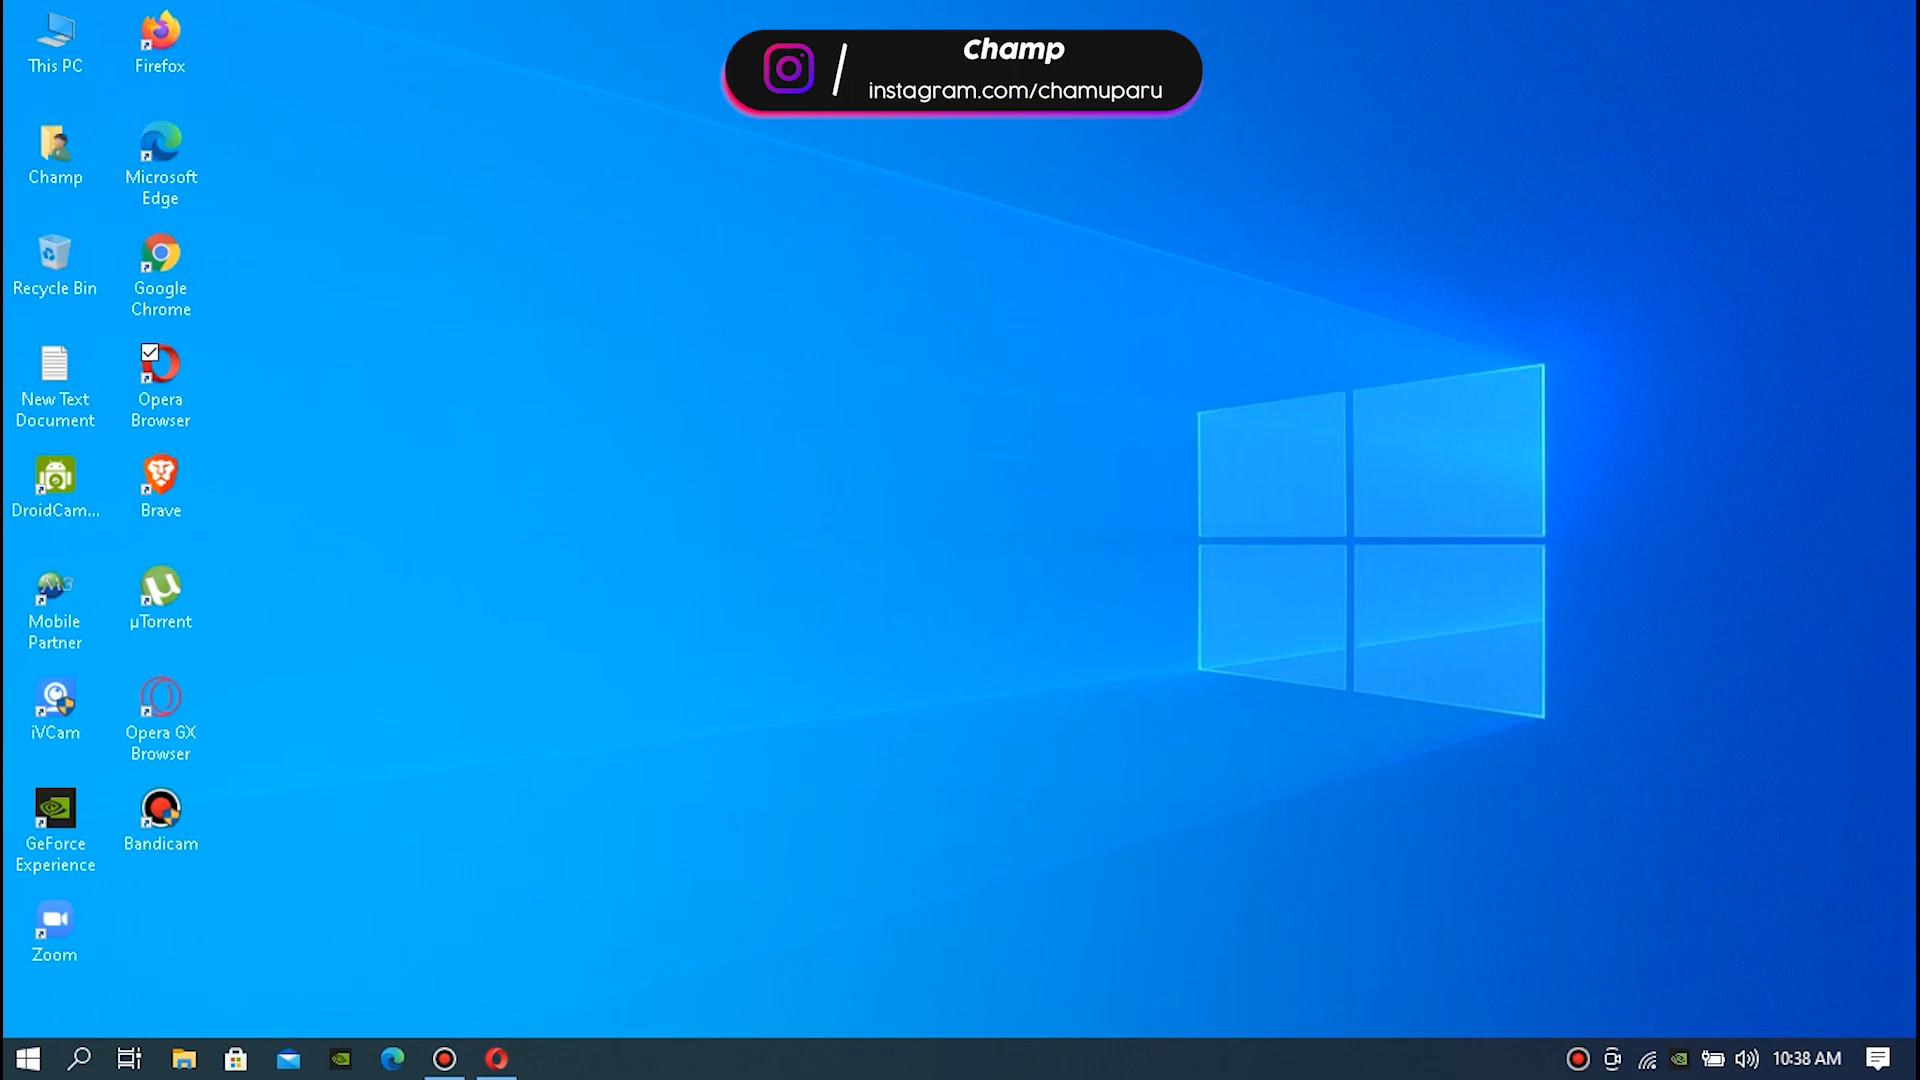 Champ
instagram.com/chamuparu
This PC
Firefox
Champ
Microsoft
Edge
Recycle Bin
Google
Chrome
New Text
Document
Opera
Browser
DroidCam...
Brave
Mobile
Partner
µTorrent
iVCam
Opera GX
Browser
GeForce
Experience
Bandicam
Zoom
10:38 AM